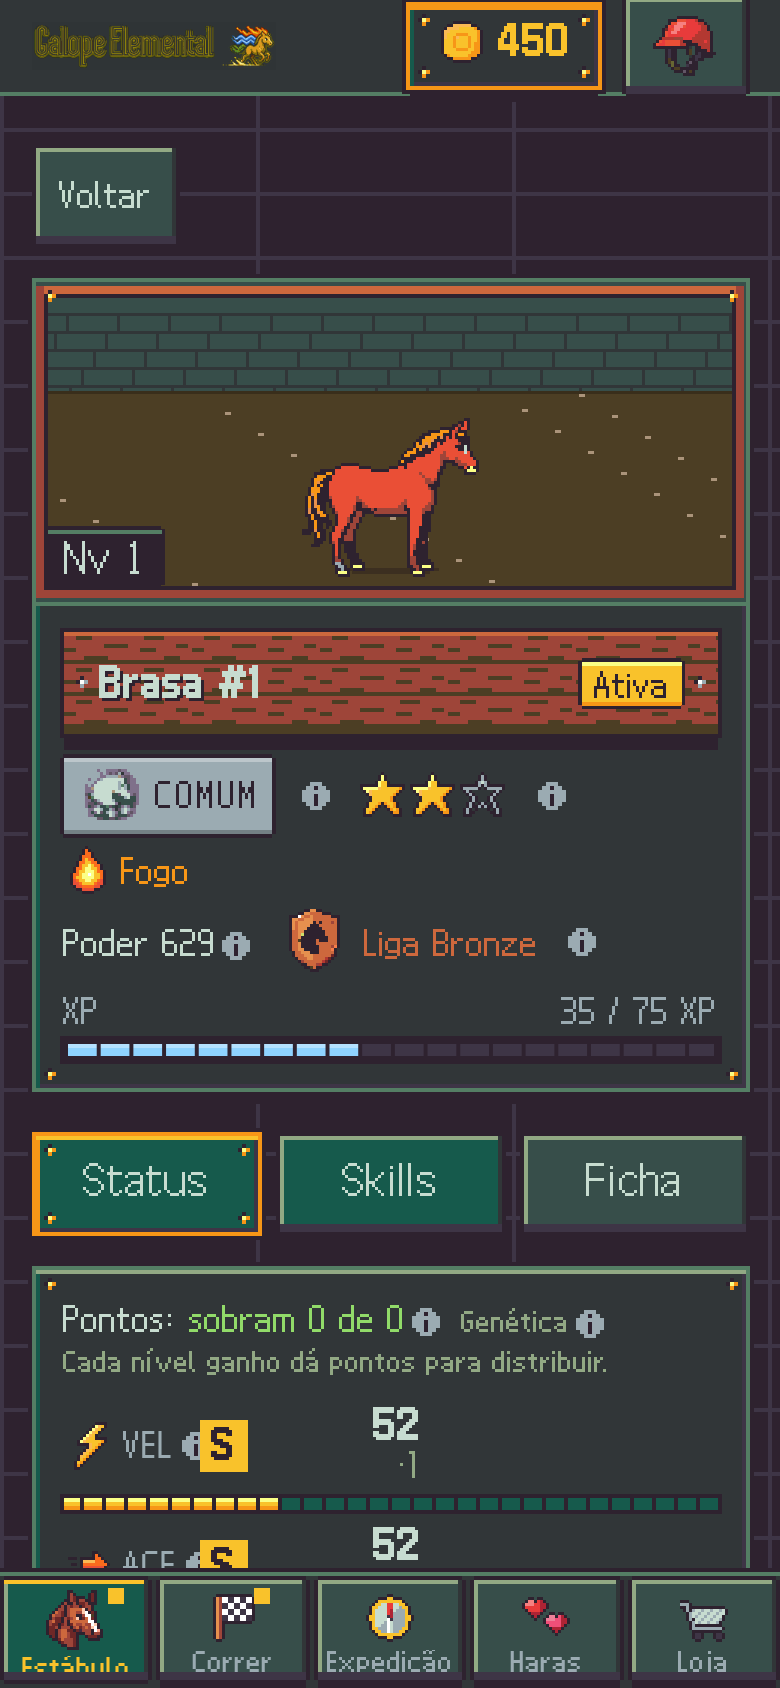 Galope Elemental
450
Voltar
Nv 1
Brasa #1
Ativa
COMUM
Fogo
Poder 629
Liga Bronze
XP
35 / 75 XP
Status
Skills
Ficha
Pontos: sobram 0 de 0
Genética
Cada nível ganho dá pontos para distribuir.
VEL
S
52
·1
ACE
S
52
Estábulo
Correr
Expedição
Haras
Loja